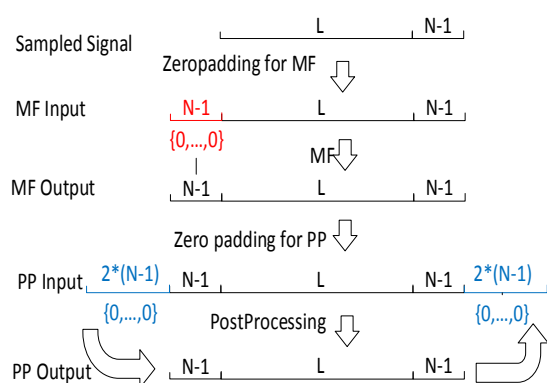 L N-1
Sampled Signal
Zeropadding for MF
MF Input N-1 L N-1
{0,...,0}
MF
MF Output N-1 L N-1
Zero padding for PP
PP Input 2*(N-1) N-1 L N-1 2*(N-1)
{0,...,0} {0,...,0}
PostProcessing
PP Output N-1 L N-1